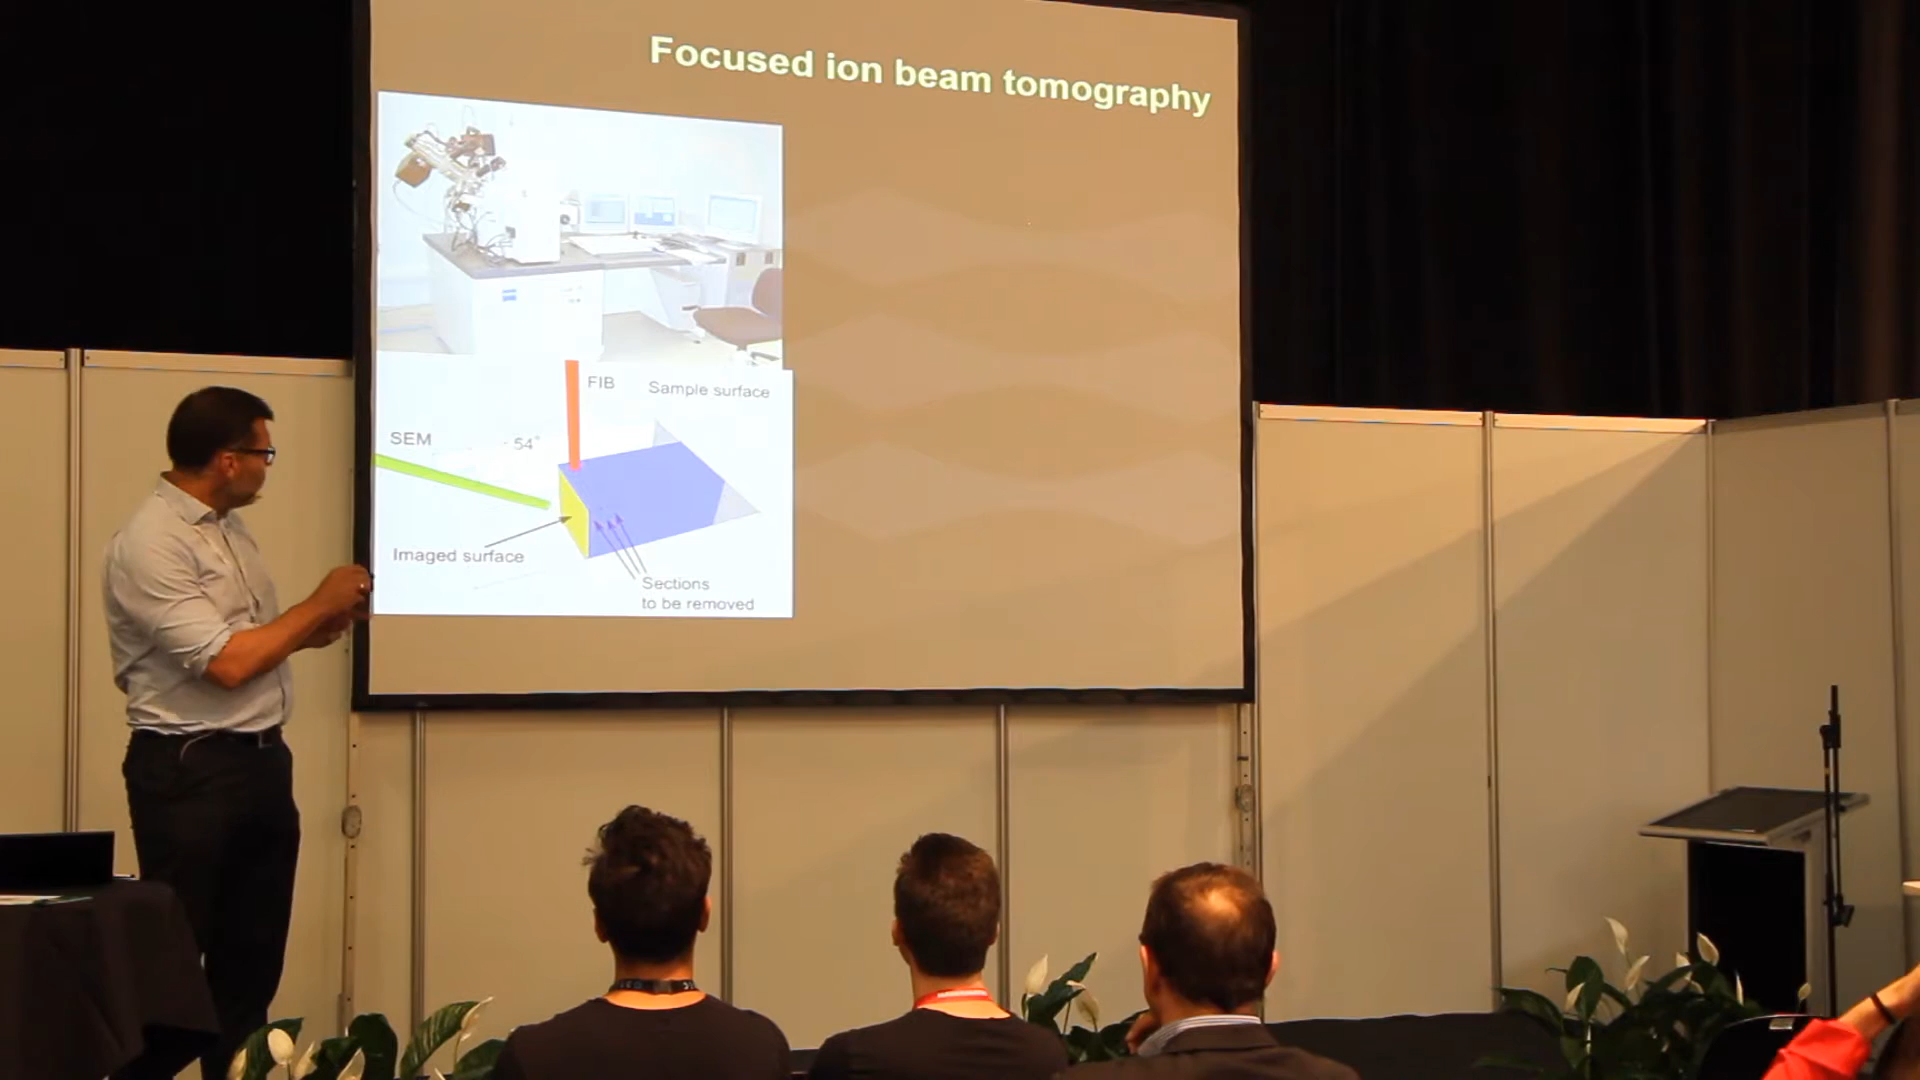 Focused ion beam tomography
FIB
Sample surface
SEM
~ 54°
Imaged surface
Sections
to be removed